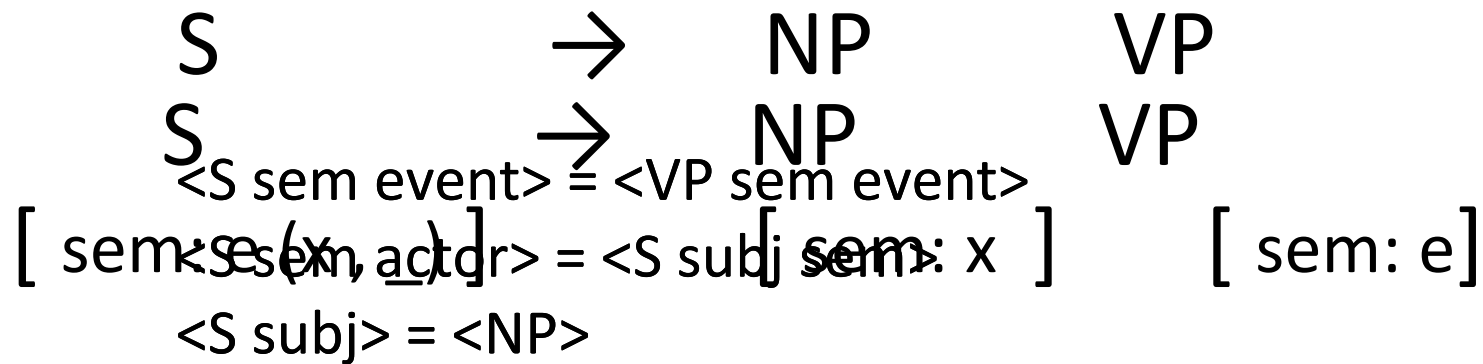 S → NP VP
S → NP VP
<S sem event> = <VP sem event>
[ sem: e (x , _) ] [ sem: x ] [ sem: e]
<S sem actor> = <S subj sem>
<S subj> = <NP>